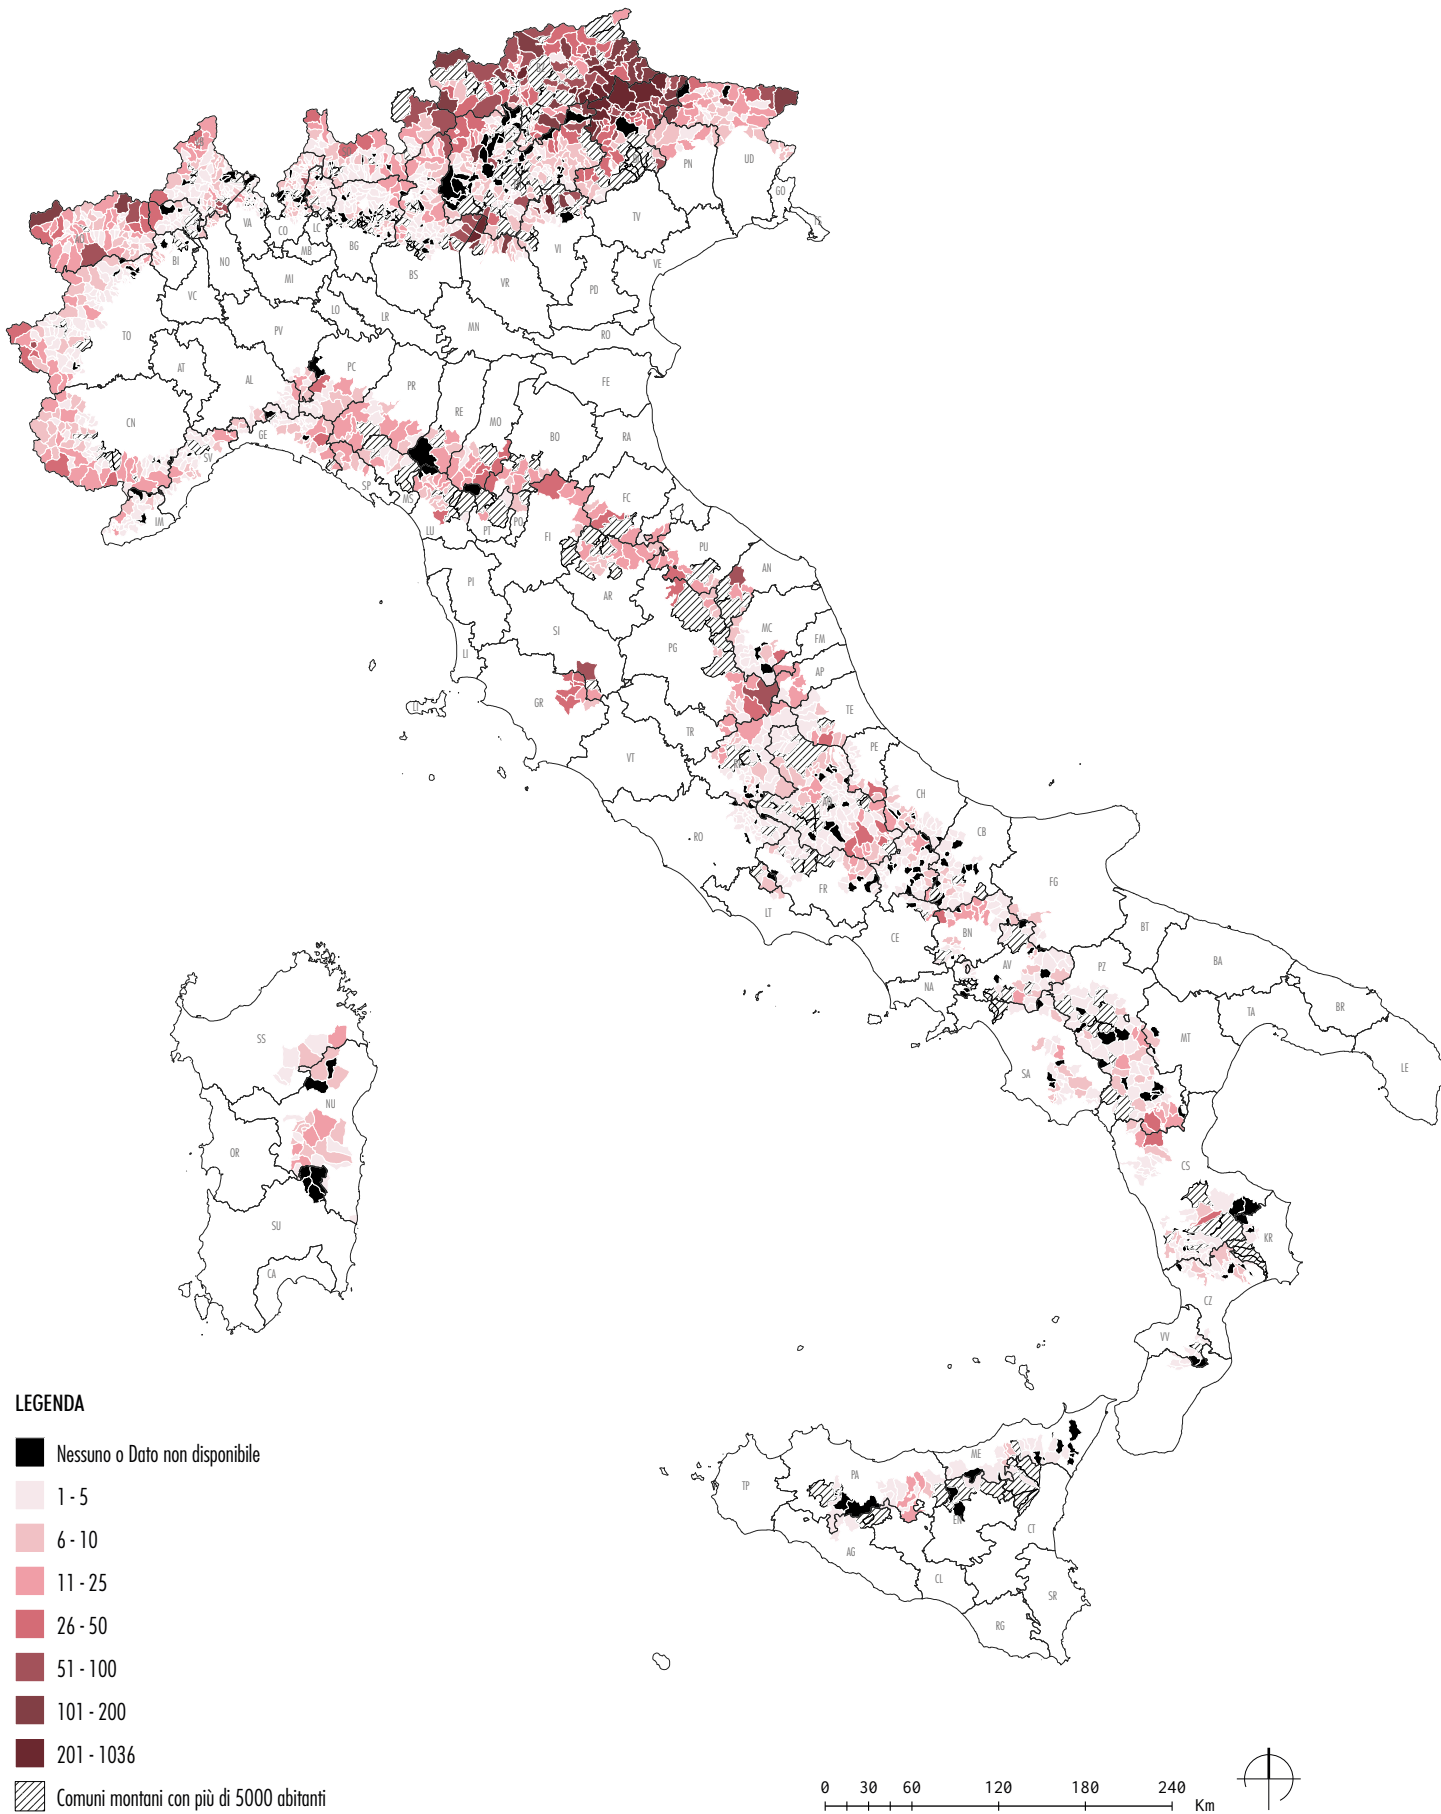 BZ
PN
UD
GO
TS
TV
VE
VA
CO
LC
MB
BG
BI
NO
MI
BS
VR
VI
PD
VC
LO
PV
LR
MN
RO
TO
AT
AL
PC
PR
RE
MO
FE
BO
RA
CN
GE
SV
SP
MS
IM
LU
PT
PO
FI
FC
PU
AN
PI
AR
SI
MC
FM
LI
PG
AP
GR
LI
TE
TR
PE
VT
CH
RO
CB
FR
FG
LT
CE
BN
BT
BA
AV
PZ
NA
TA
BR
MT
LE
SA
SS
NU
OR
CS
SU
KR
CA
CZ
VV
ME
PA
TP
EN
CT
AG
CL
SR
RG
LEGENDA
Nessuno o Dato non disponibile
1 - 5
6 - 10
11 - 25
26 - 50
51 - 100
101 - 200
201 - 1036
Comuni montani con più di 5000 abitanti
0 30 60 120 180 240
Km